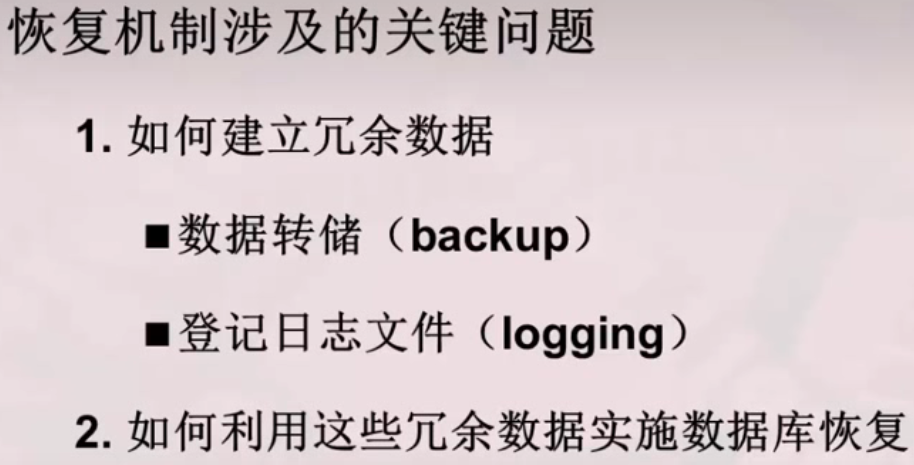 恢复机制涉及的关键问题
1. 如何建立冗余数据
■数据转储（backup）
■登记日志文件（logging）
2. 如何利用这些冗余数据实施数据库恢复